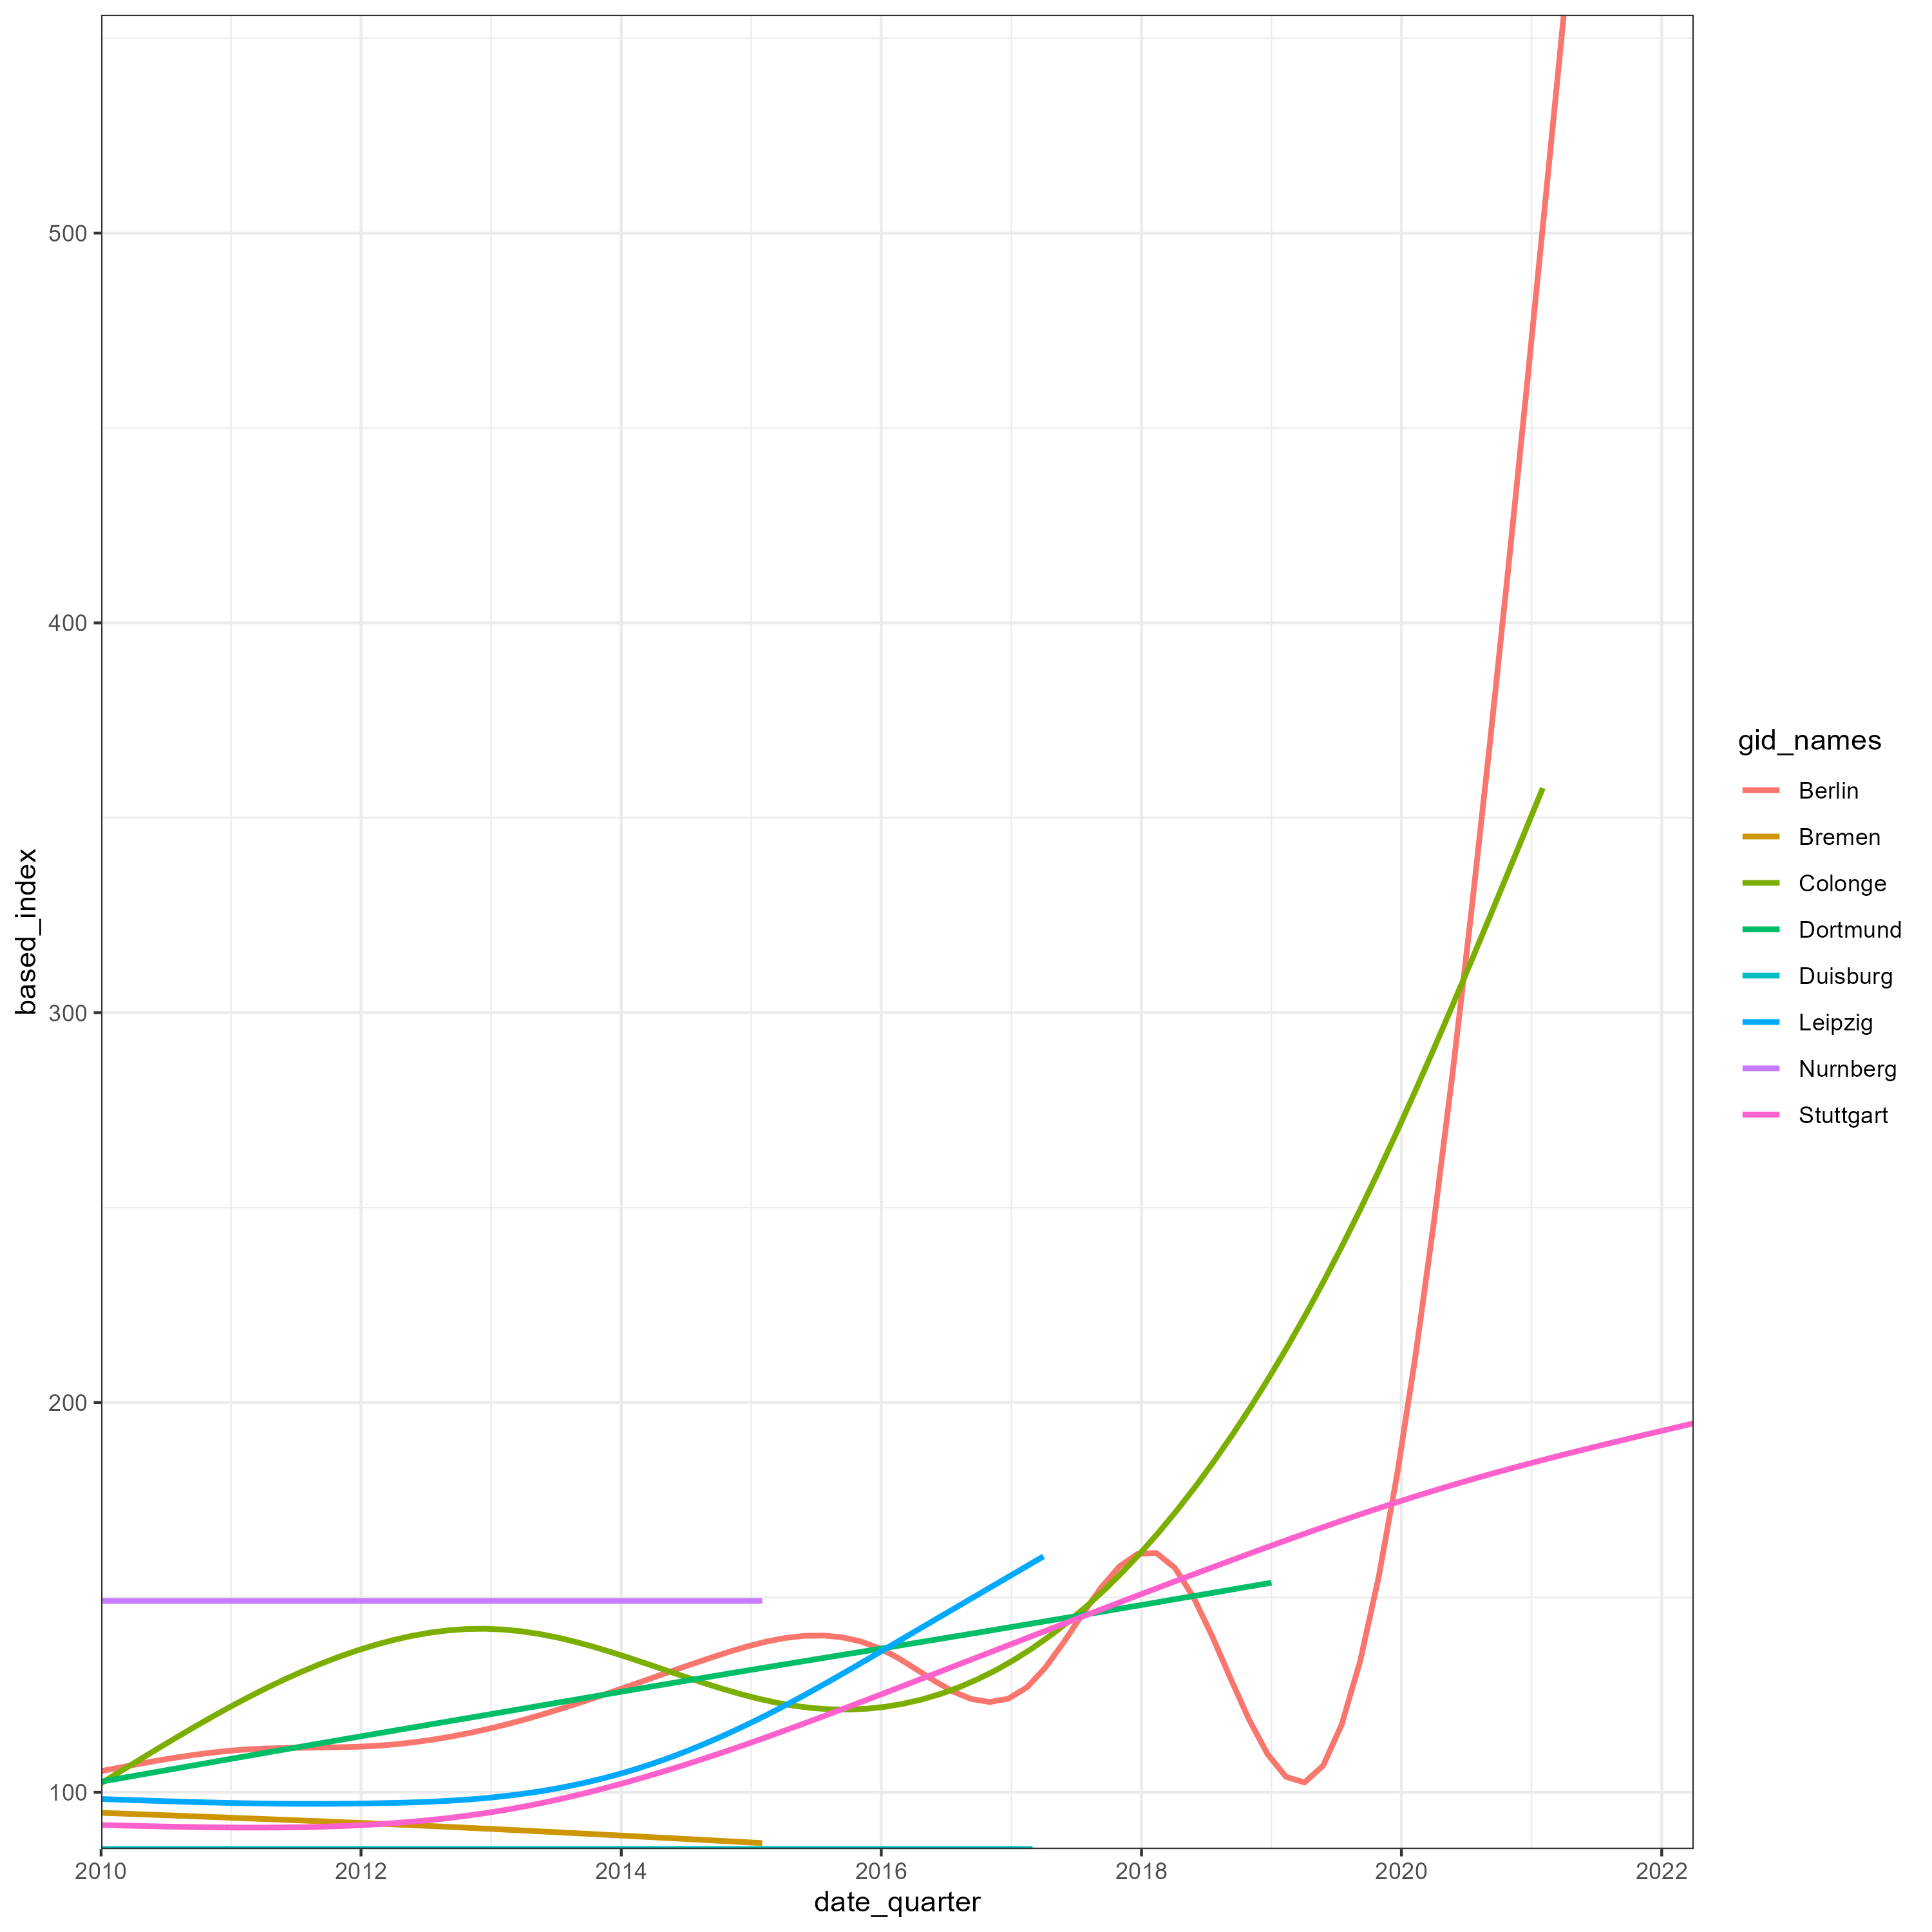 500
400
300
200
100
based_index
2010 2012 2014 2016 2018 2020 2022
date_quarter
gid_names
Berlin
Bremen
Colonge
Dortmund
Duisburg
Leipzig
Nurnberg
Stuttgart